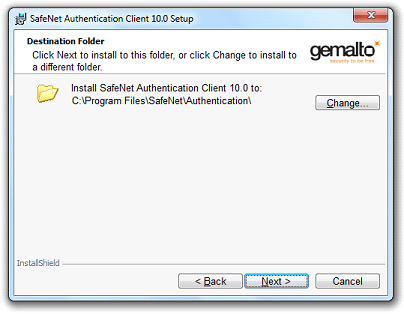 SafeNet Authentication Client 10.0 Setup
Destination Folder
Click Next to install to this folder, or click Change to install to
a different folder.
gemalto
security to be free
Install SafeNet Authentication Client 10.0 to:
C:\Program Files\SafeNet\Authentication\
Change...
InstallShield
< Back
Next >
Cancel